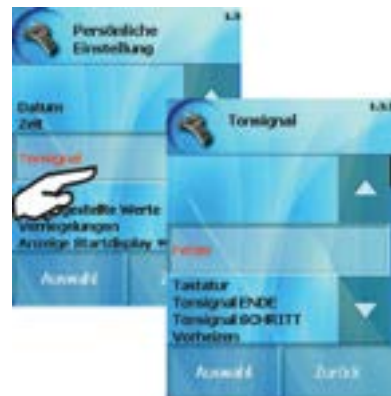 Persönliche
Einstellung
Datum
Zeit
Tonsignal
Werte
Verriegelungen
Anzeige Startdisplay
Auswahl
Tonsignal
Fehler
Tastatur
Tonsignal ENDE
Tonsignal SCHRITT
Vorheizen
Auswahl
Zurück